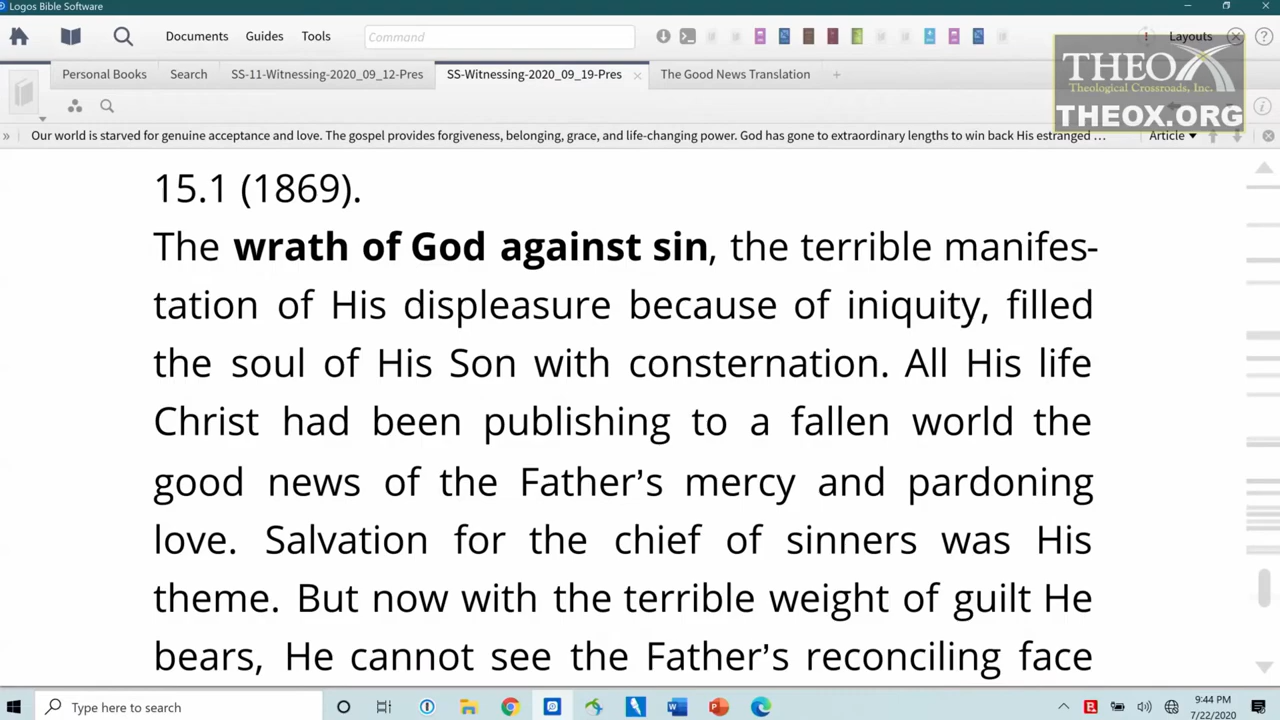 Logos Bible Software
Documents Guides Tools Command Layouts
Personal Books Search SS-11-Witnessing-2020_09_12-Pres SS-Witnessing-2020_09_19-Pres The Good News Translation
THEOX
Theological Crossroads, Inc.
THEOX.ORG
» Our world is starved for genuine acceptance and love. The gospel provides forgiveness, belonging, grace, and life-changing power. God has gone to extraordinary lengths to win back His estranged … Article
15.1 (1869).
The wrath of God against sin, the terrible manifes-
tation of His displeasure because of iniquity, filled
the soul of His Son with consternation. All His life
Christ had been publishing to a fallen world the
good news of the Father's mercy and pardoning
love. Salvation for the chief of sinners was His
theme. But now with the terrible weight of guilt He
bears, He cannot see the Father's reconciling face
Type here to search
9:44 PM
7/22/2020